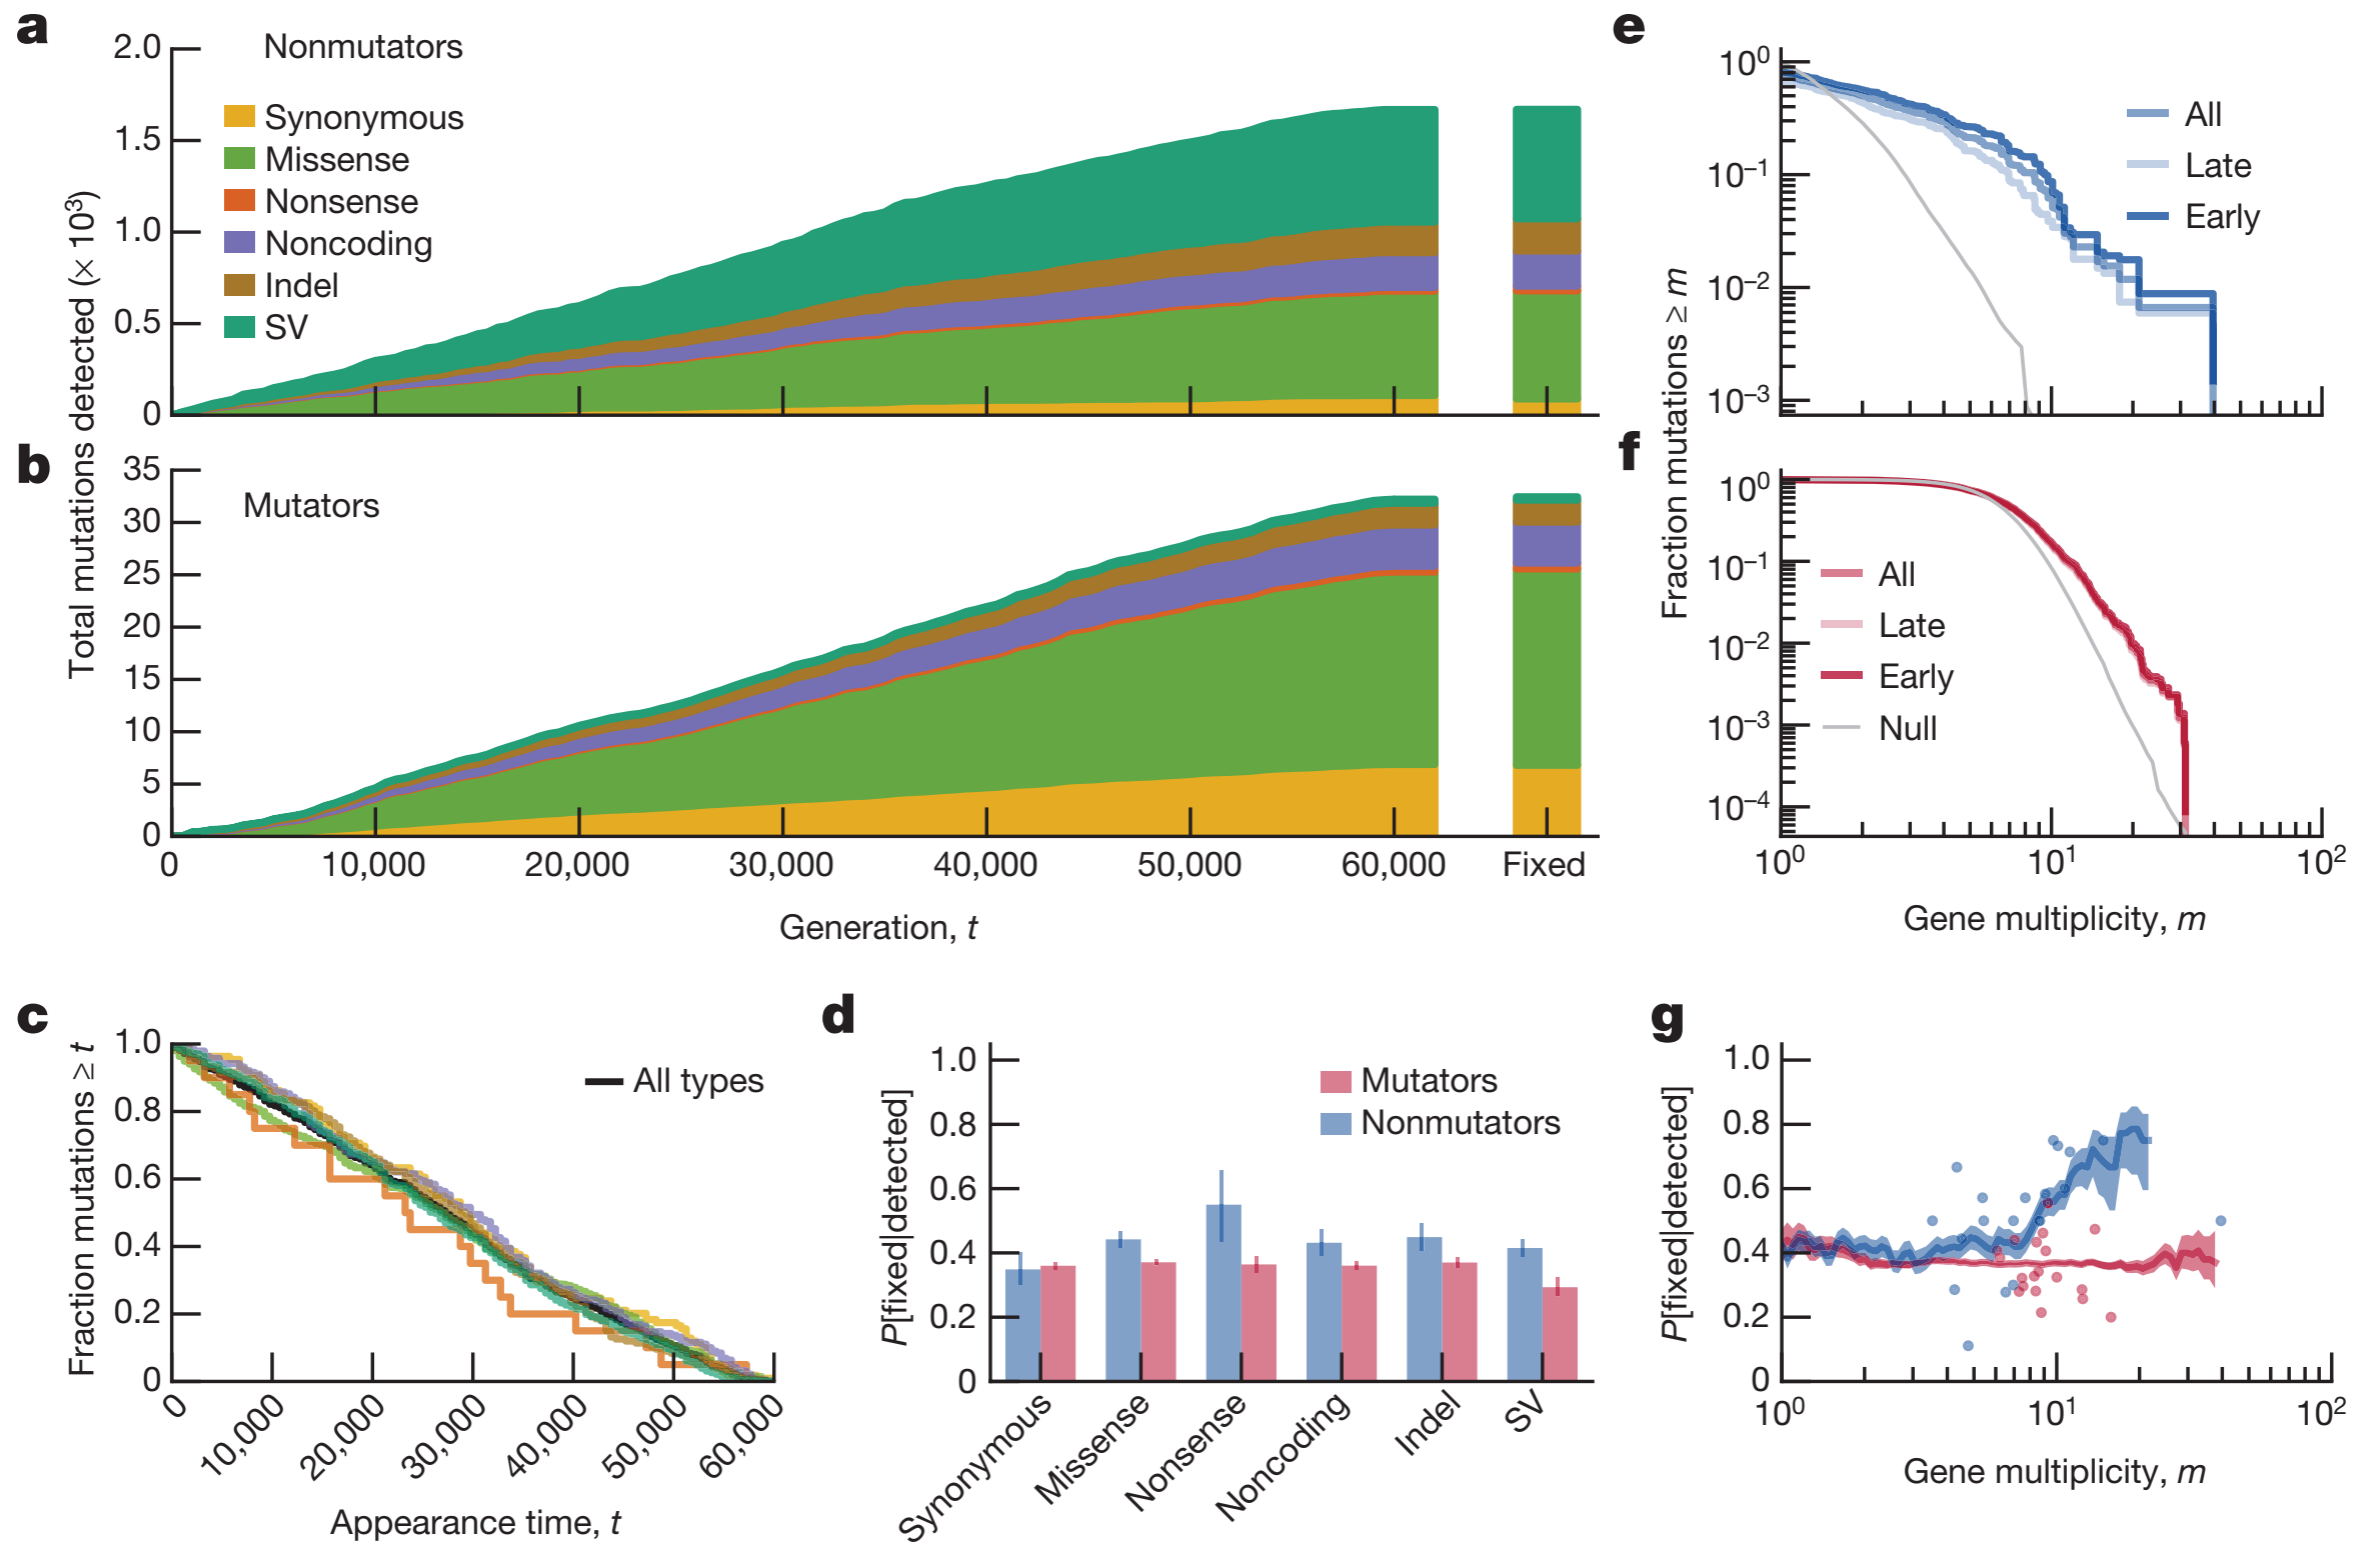 a
Nonmutators
Synonymous
Missense
Nonsense
Noncoding
Indel
SV
2.0
1.5
1.0
0.5
0
Total mutations detected (× 10³)
b
Mutators
35
30
25
20
15
10
5
0
0
10,000
20,000
30,000
40,000
50,000
60,000
Fixed
Generation, t
c
Fraction mutations ≥ t
1.0
0.8
0.6
0.4
0.2
0
All types
0
10,000
20,000
30,000
40,000
50,000
60,000
Appearance time, t
d
P[fixed|detected]
1.0
0.8
0.6
0.4
0.2
0
Mutators
Nonmutators
Synonymous
Missense
Nonsense
Noncoding
Indel
SV
e
10⁰
10⁻¹
10⁻²
10⁻³
All
Late
Early
Fraction mutations ≥ m
f
10⁰
10⁻¹
10⁻²
10⁻³
10⁻⁴
All
Late
Early
Null
10⁰
10¹
10²
Gene multiplicity, m
g
P[fixed|detected]
1.0
0.8
0.6
0.4
0.2
0
10⁰
10¹
10²
Gene multiplicity, m